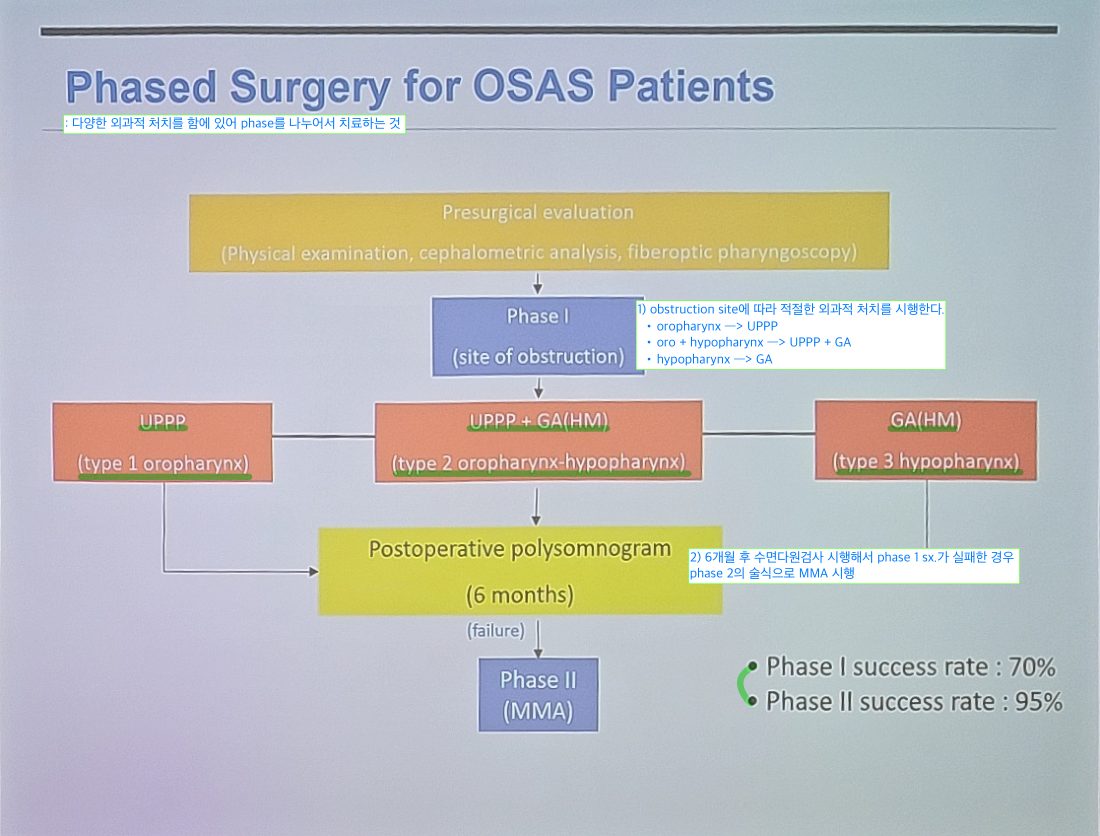 Phased Surgery for OSAS Patients
: 다양한 외과적 처치를 함에 있어 phase를 나누어서 치료하는 것
Presurgical evaluation
(Physical examination, cephalometric analysis, fiberoptic pharyngoscopy)
Phase I
(site of obstruction)
1) obstruction site에 따라 적절한 외과적 처치를 시행한다.
• oropharynx —> UPPP
• oro + hypopharynx —> UPPP + GA
• hypopharynx —> GA
UPPP
(type 1 oropharynx)
UPPP + GA(HM)
(type 2 oropharynx-hypopharynx)
GA(HM)
(type 3 hypopharynx)
Postoperative polysomnogram
(6 months)
2) 6개월 후 수면다원검사 시행해서 phase 1 sx.가 실패한 경우
phase 2의 술식으로 MMA 시행
(failure)
Phase II
(MMA)
• Phase I success rate : 70%
• Phase II success rate : 95%